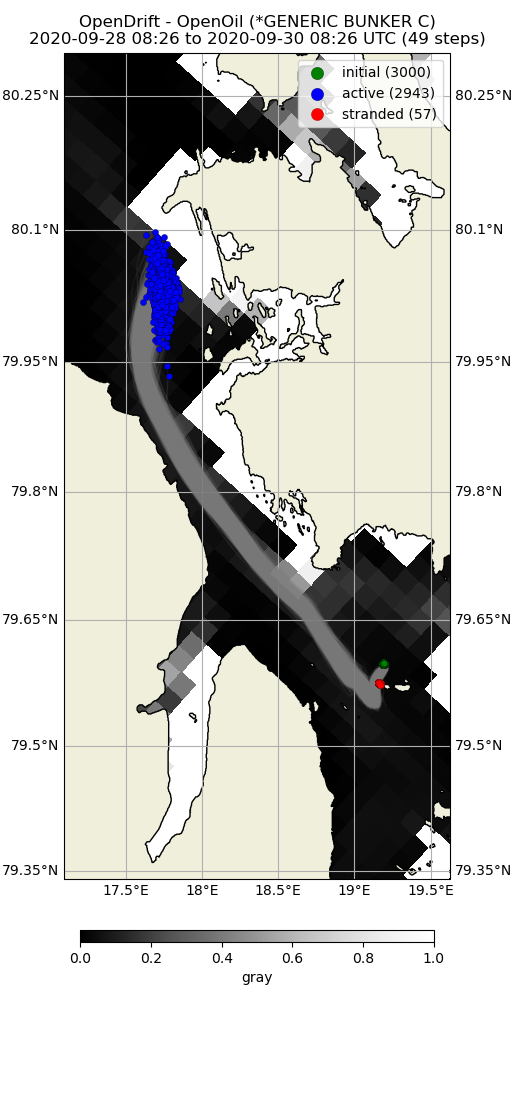 OpenDrift - OpenOil (*GENERIC BUNKER C)
2020-09-28 08:26 to 2020-09-30 08:26 UTC (49 steps)
initial (3000)
active (2943)
stranded (57)
80.25°N 80.25°N
80.1°N 80.1°N
79.95°N 79.95°N
79.8°N 79.8°N
79.65°N 79.65°N
79.5°N 79.5°N
79.35°N 79.35°N
17.5°E 18°E 18.5°E 19°E 19.5°E
0.0 0.2 0.4 0.6 0.8 1.0
gray